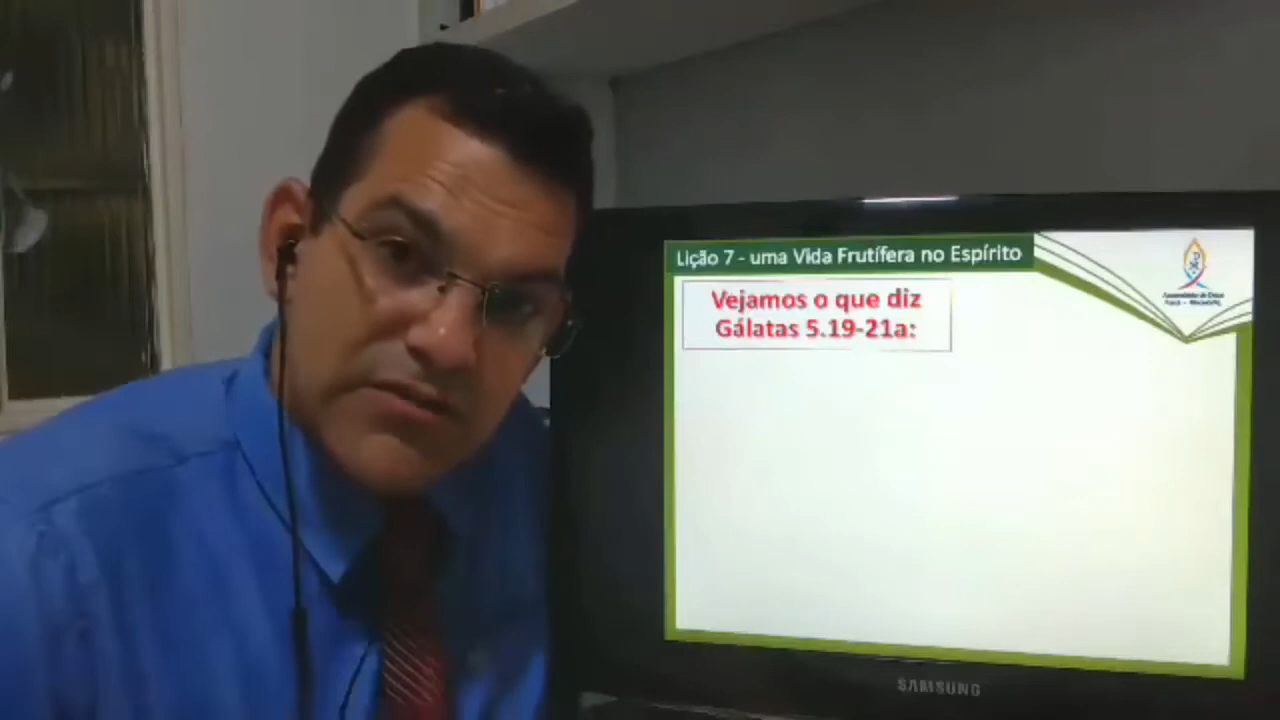 Lição 7 - uma Vida Frutífera no Espírito
Vejamos o que diz
Gálatas 5.19-21a:
SAMSUNG